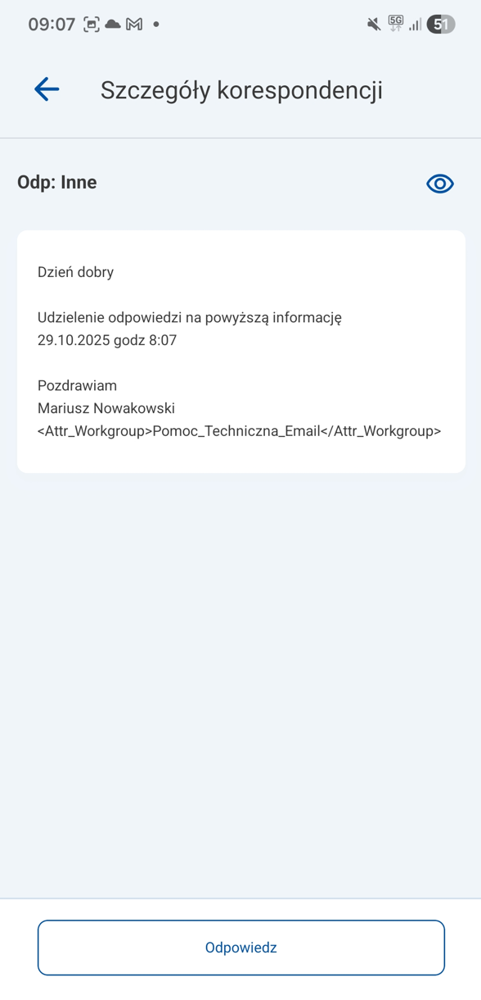 09:07
5G
51
Szczegóły korespondencji
Odp: Inne
Dzień dobry
Udzielenie odpowiedzi na powyższą informację
29.10.2025 godz 8:07
Pozdrawiam
Mariusz Nowakowski
<Attr_Workgroup>Pomoc_Techniczna_Email</Attr_Workgroup>
Odpowiedz